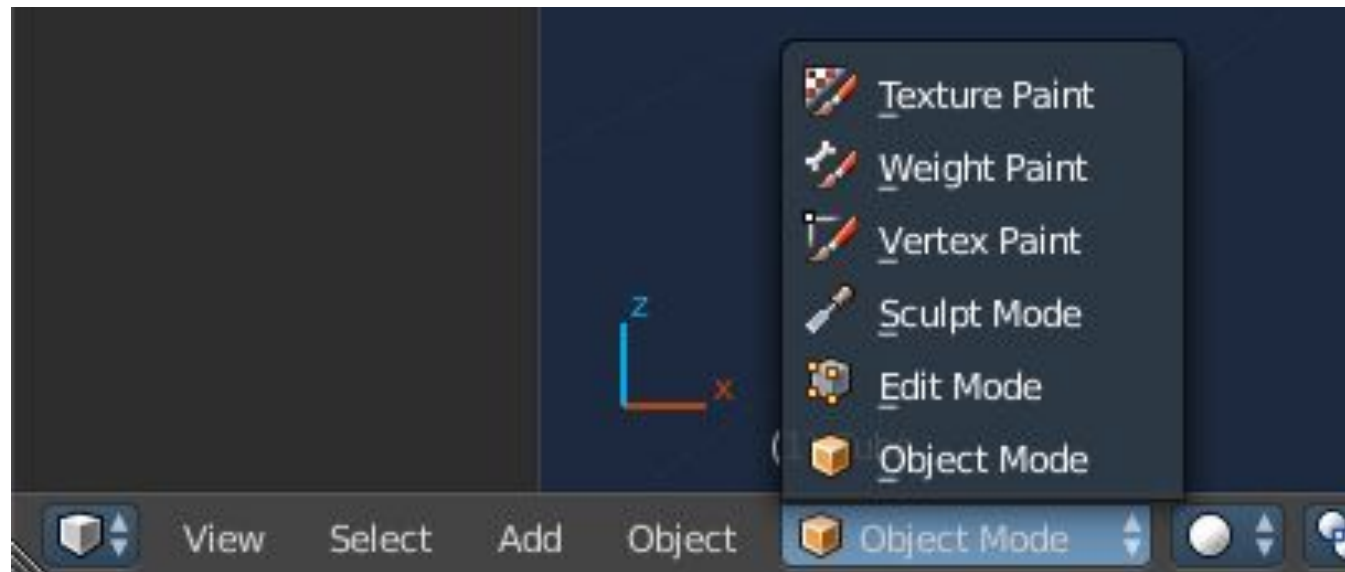 Texture Paint
Weight Paint
Vertex Paint
Sculpt Mode
Edit Mode
Object Mode
z
x
View Select Add Object Object Mode